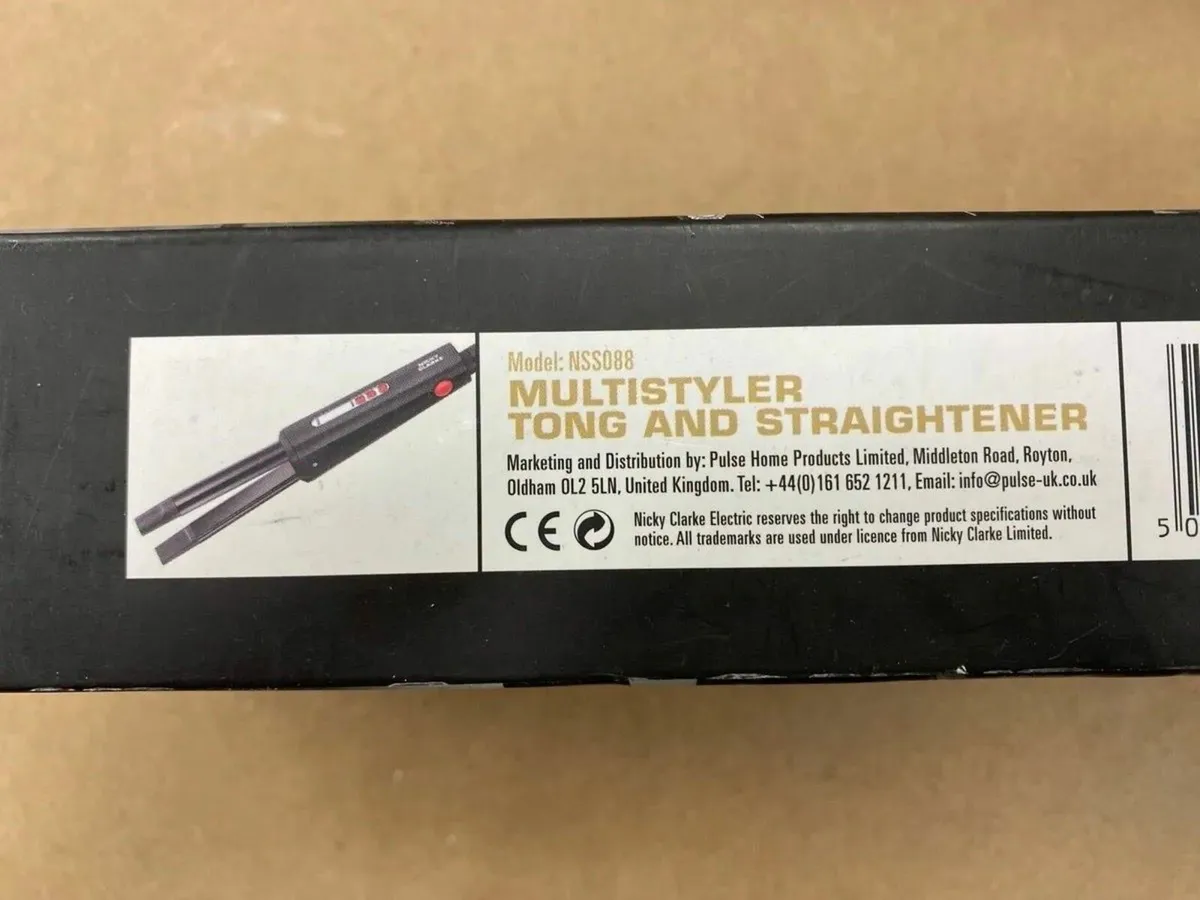 NICKY
CLARKE
Model: NSS088
MULTISTYLER
TONG AND STRAIGHTENER
Marketing and Distribution by: Pulse Home Products Limited, Middleton Road, Royton,
Oldham OL2 5LN, United Kingdom. Tel: +44(0)161 652 1211, Email: info@pulse-uk.co.uk
CE
Nicky Clarke Electric reserves the right to change product specifications without
notice. All trademarks are used under licence from Nicky Clarke Limited.
5 0